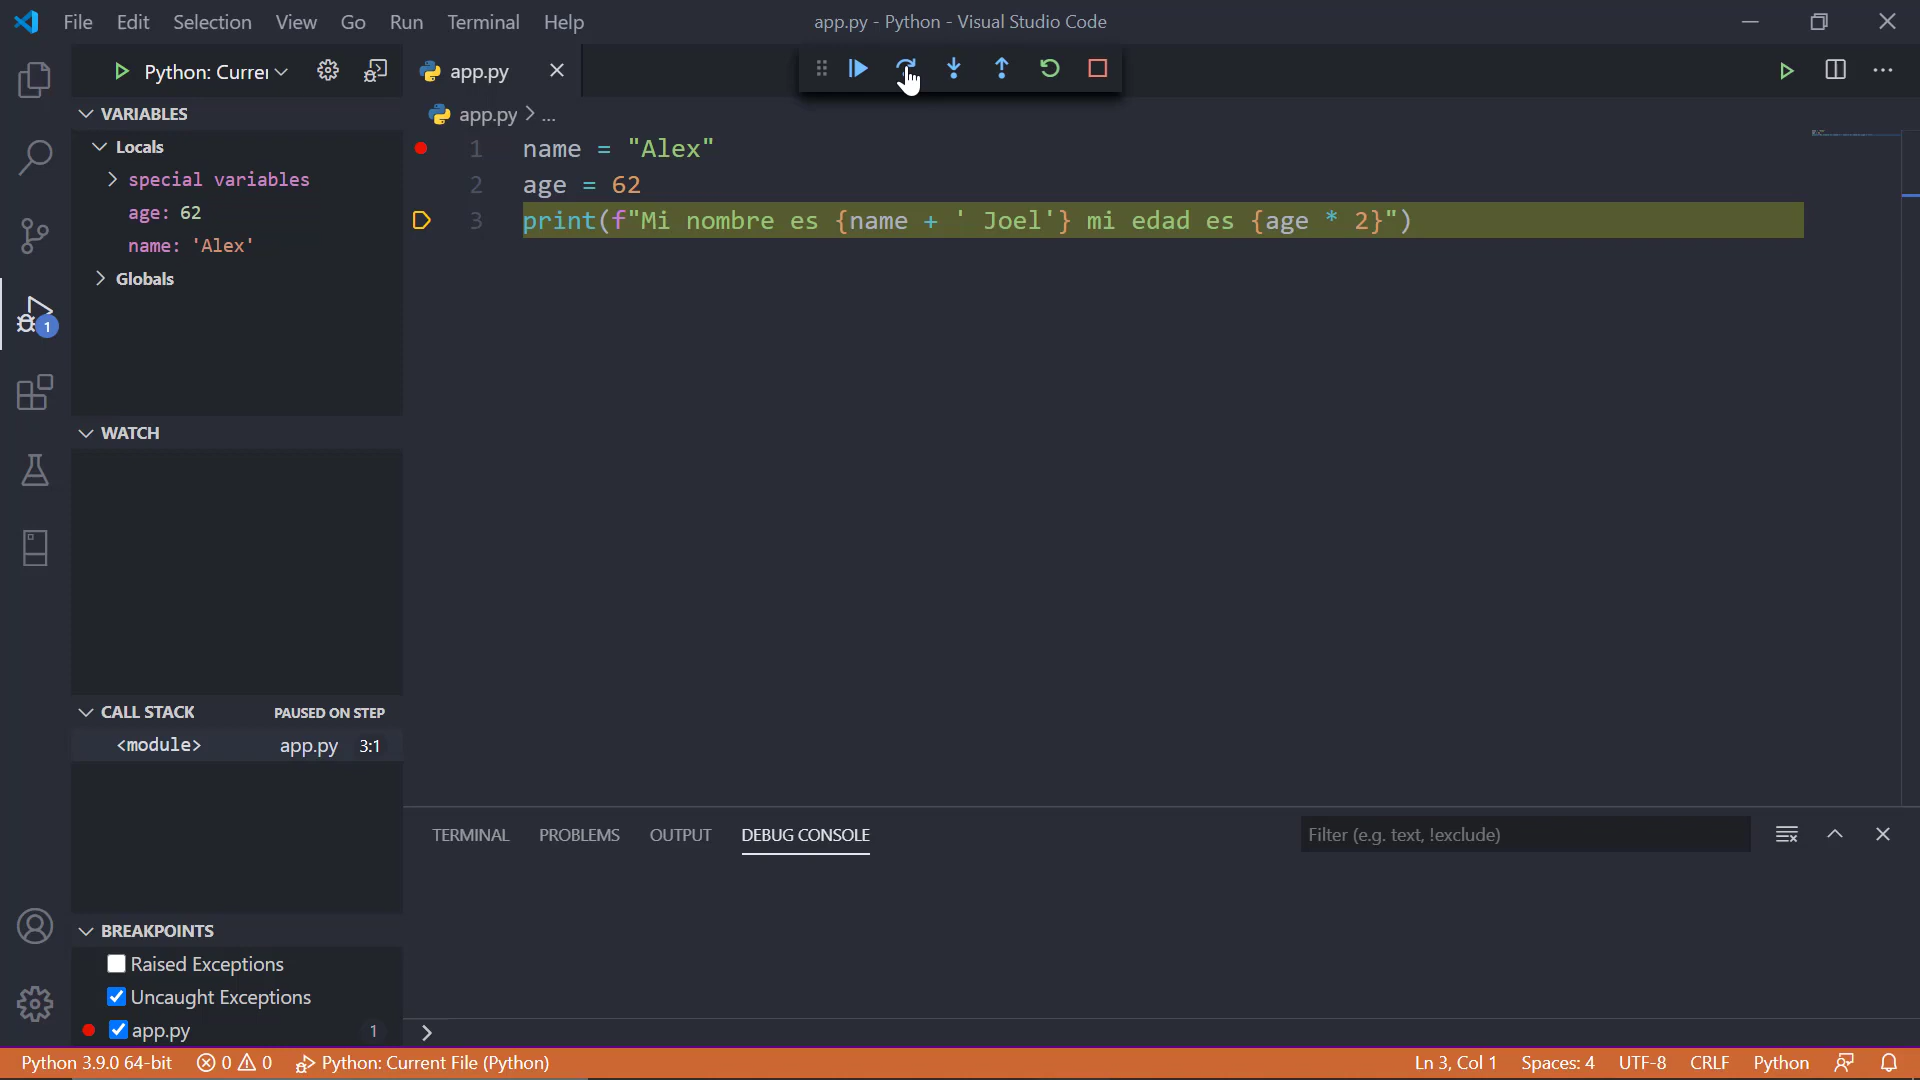 File Edit Selection View Go Run Terminal Help
app.py - Python - Visual Studio Code
Python: Currer
app.py
VARIABLES
app.py > ...
Locals
special variables
age: 62
name: 'Alex'
Globals
1 name = "Alex"
2 age = 62
3 print(f"Mi nombre es {name + ' Joel'} mi edad es {age * 2}")
1
WATCH
CALL STACK PAUSED ON STEP
<module> app.py 3:1
TERMINAL PROBLEMS OUTPUT DEBUG CONSOLE
Filter (e.g. text, !exclude)
BREAKPOINTS
Raised Exceptions
Uncaught Exceptions
app.py 1
Python 3.9.0 64-bit 0 0 Python: Current File (Python)
Ln 3, Col 1 Spaces: 4 UTF-8 CRLF Python